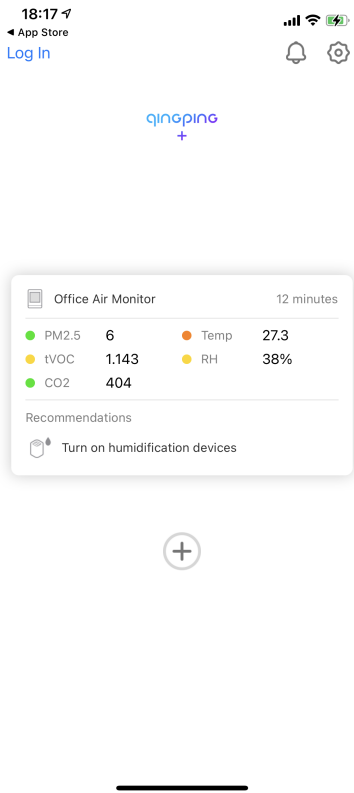 18:17
App Store
Log In
qingping
+
Office Air Monitor 12 minutes
PM2.5 6 Temp 27.3
tVOC 1.143 RH 38%
CO2 404
Recommendations
Turn on humidification devices